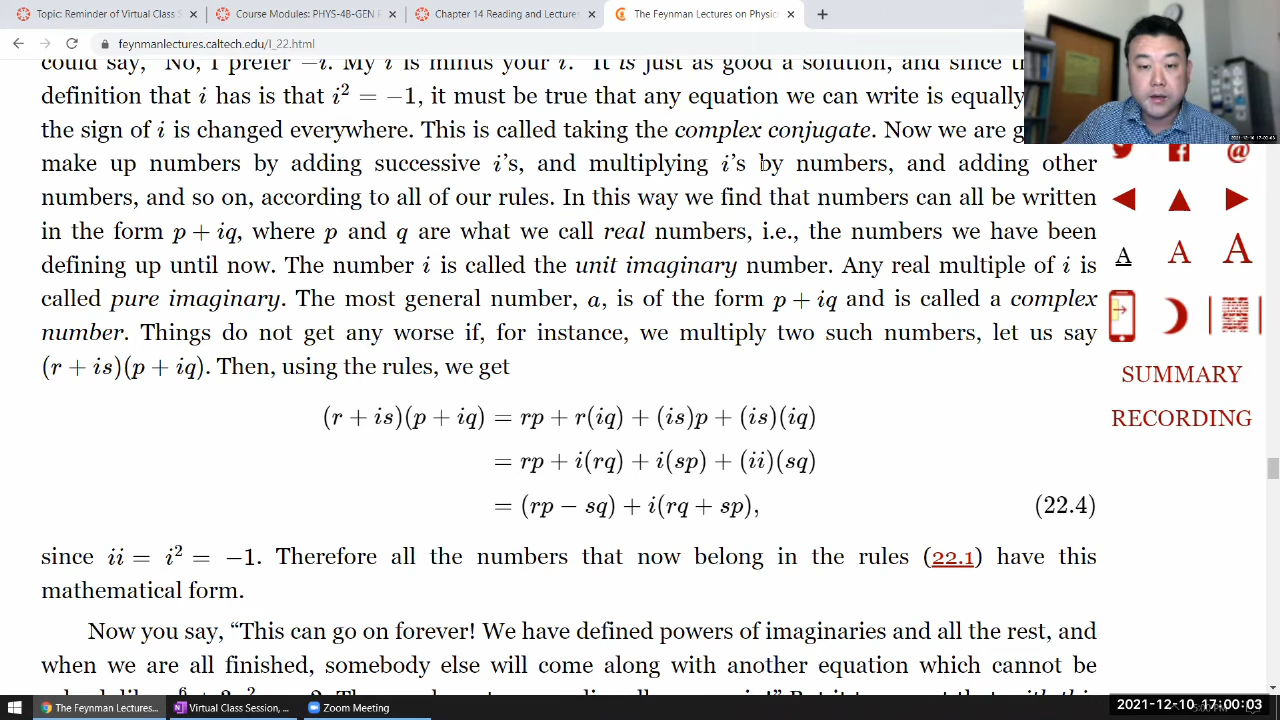 Topic: Reminder of Virtual Class S
Course Modules: PHYS-4B-GEN P
Chapter 14 Reading and Lectures
The Feynman Lectures on Physics
feynmanlectures.caltech.edu/I_22.html
could say, “No, I prefer −i. My i is minus your i.” It is just as good a solution, and since th
definition that i has is that i² = −1, it must be true that any equation we can write is equally
the sign of i is changed everywhere. This is called taking the complex conjugate. Now we are g
make up numbers by adding successive i’s, and multiplying i’s by numbers, and adding other
numbers, and so on, according to all of our rules. In this way we find that numbers can all be written
in the form p + iq, where p and q are what we call real numbers, i.e., the numbers we have been
defining up until now. The number i is called the unit imaginary number. Any real multiple of i is
called pure imaginary. The most general number, a, is of the form p + iq and is called a complex
number. Things do not get any worse if, for instance, we multiply two such numbers, let us say
(r + is)(p + iq). Then, using the rules, we get
(r + is)(p + iq) = rp + r(iq) + (is)p + (is)(iq)
= rp + i(rq) + i(sp) + (ii)(sq)
= (rp − sq) + i(rq + sp), (22.4)
since ii = i² = −1. Therefore all the numbers that now belong in the rules (22.1) have this
mathematical form.
Now you say, “This can go on forever! We have defined powers of imaginaries and all the rest, and
when we are all finished, somebody else will come along with another equation which cannot be
A A A
SUMMARY
RECORDING
The Feynman Lectures...
Virtual Class Session, ...
Zoom Meeting
2021-12-10 17:00:03